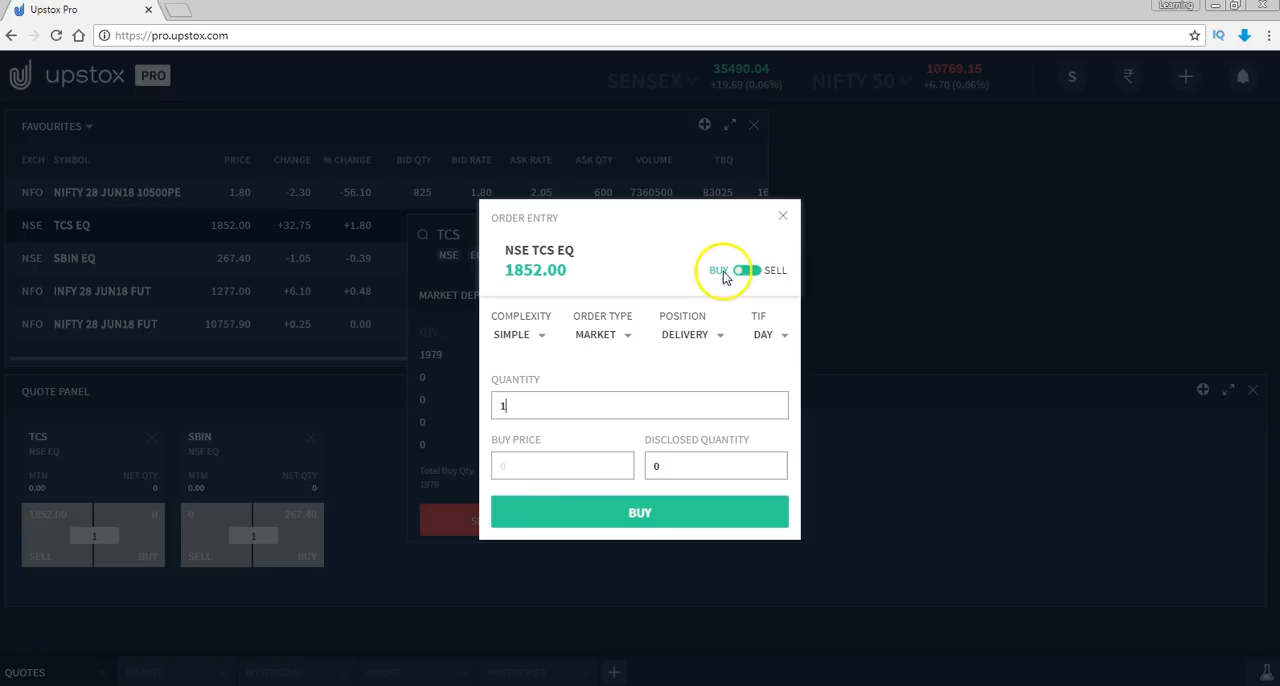 Upstox Pro
Learning
https://pro.upstox.com
IQ
upstox PRO
SENSEX 35490.04 +19.69 (0.06%) NIFTY 50 10769.15 +6.70 (0.06%) S ₹
FAVOURITES
EXCH SYMBOL PRICE CHANGE % CHANGE BID QTY BID RATE ASK RATE ASK QTY VOLUME TBQ
NFO NIFTY 28 JUN18 10500PE 1.80 -2.30 -56.10 825 1.80 2.05 600 7360500 83025 16
NSE TCS EQ 1852.00 +32.75 +1.80
NSE SBIN EQ 267.40 -1.05 -0.39
NFO INFY 28 JUN18 FUT 1277.00 +6.10 +0.48
NFO NIFTY 28 JUN18 FUT 10757.90 +0.25 0.00
TCS
NSE
MARKET DEP
QTY
1979
0
0
0
0
Total Buy Qty
1979
ORDER ENTRY
NSE TCS EQ
1852.00
BUY SELL
COMPLEXITY ORDER TYPE POSITION TIF
SIMPLE MARKET DELIVERY DAY
QUANTITY
1
BUY PRICE DISCLOSED QUANTITY
0 0
BUY
QUOTE PANEL
TCS SBIN
NSE EQ NSE EQ
MTM NET QTY MTM NET QTY
0.00 0 0.00 0
1852.00 0 0 267.40
1 1
SELL BUY SELL BUY
QUOTES